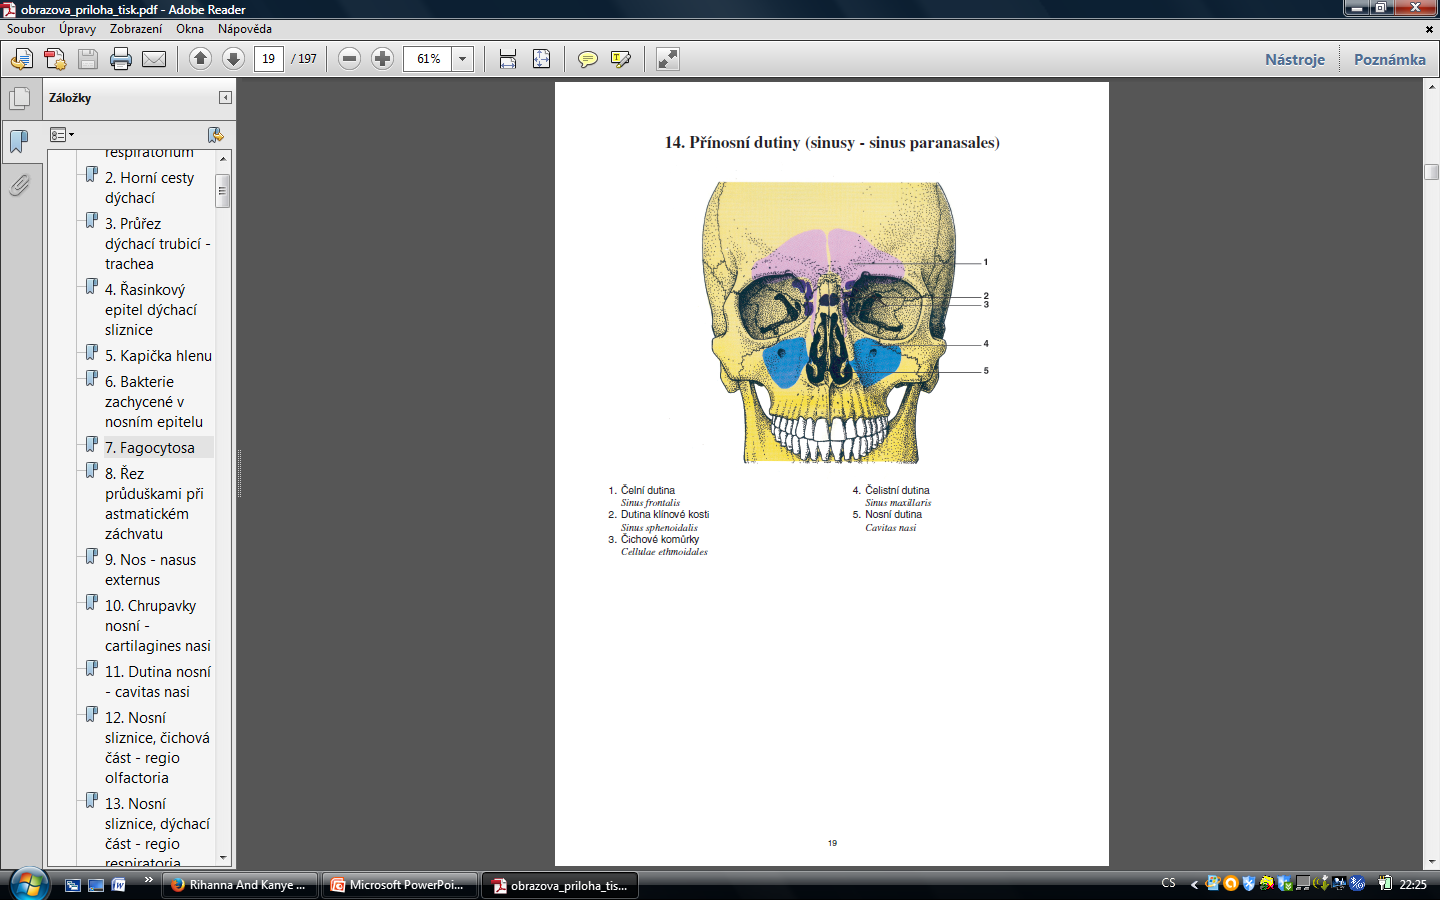 obrazova_priloha_tisk.pdf - Adobe Reader
Soubor Úpravy Zobrazení Okna Nápověda
19 / 197 61% Nástroje Poznámka
Záložky
respiratorium
2. Horní cesty
dýchací
3. Průřez
dýchací trubicí -
trachea
4. Řasinkový
epitel dýchací
sliznice
5. Kapička hlenu
6. Bakterie
zachycené v
nosním epitelu
7. Fagocytosa
8. Řez
průduškami při
astmatickém
záchvatu
9. Nos - nasus
externus
10. Chrupavky
nosní -
cartilagines nasi
11. Dutina nosní
- cavitas nasi
12. Nosní
sliznice, čichová
část - regio
olfactoria
13. Nosní
sliznice, dýchací
část - regio
respiratoria
14. Přínosní dutiny (sinusy - sinus paranasales)
1
2
3
4
5
1. Čelní dutina
Sinus frontalis
2. Dutina klínové kosti
Sinus sphenoidalis
3. Čichové komůrky
Cellulae ethmoidales
4. Čelistní dutina
Sinus maxillaris
5. Nosní dutina
Cavitas nasi
19
Rihanna And Kanye ...
Microsoft PowerPoi...
obrazova_priloha_tis...
CS
22:25